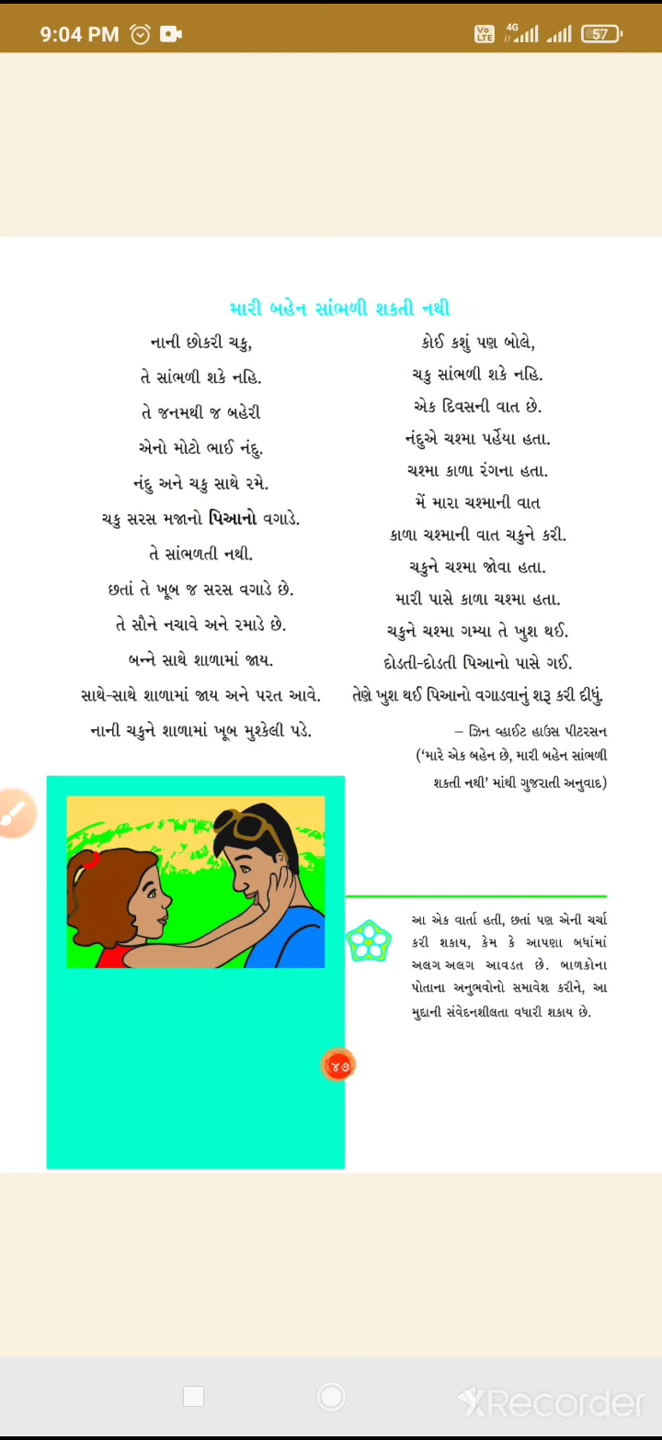 9:04 PM
Vo LTE 4G 57
મારી બહેન સાંભળી શકતી નથી
નાની છોકરી ચકુ,
તે સાંભળી શકે નહિ.
તે જનમથી જ બહેરી
એનો મોટો ભાઈ નંદુ.
નંદુ અને ચકુ સાથે રમે.
ચકુ સરસ મજાનો પિઆનો વગાડે.
તે સાંભળતી નથી.
છતાં તે ખૂબ જ સરસ વગાડે છે.
તે સૌને નચાવે અને રમાડે છે.
બન્ને સાથે શાળામાં જાય.
સાથે-સાથે શાળામાં જાય અને પરત આવે.
નાની ચકુને શાળામાં ખૂબ મુશ્કેલી પડે.
કોઈ કશું પણ બોલે,
ચકુ સાંભળી શકે નહિ.
એક દિવસની વાત છે.
નંદુએ ચશ્મા પર્હેયા હતા.
ચશ્મા કાળા રંગના હતા.
મેં મારા ચશ્માની વાત
કાળા ચશ્માની વાત ચકુને કરી.
ચકુને ચશ્મા જોવા હતા.
મારી પાસે કાળા ચશ્મા હતા.
ચકુને ચશ્મા ગમ્યા તે ખુશ થઈ.
દોડતી-દોડતી પિઆનો પાસે ગઈ.
તેણે ખુશ થઈ પિઆનો વગાડવાનું શરૂ કરી દીધું.
– ઝિન વ્હાઈટ હાઉસ પીટરસન
(‘મારે એક બહેન છે, મારી બહેન સાંભળી
શકતી નથી’ માંથી ગુજરાતી અનુવાદ)
આ એક વાર્તા હતી, છતાં પણ એની ચર્ચા
કરી શકાય, કેમ કે આપણા બધાંમાં
અલગ અલગ આવડત છે. બાળકોના
પોતાના અનુભવોનો સમાવેશ કરીને, આ
મુદાની સંવેદનશીલતા વધારી શકાય છે.
૪૭
XRecorder